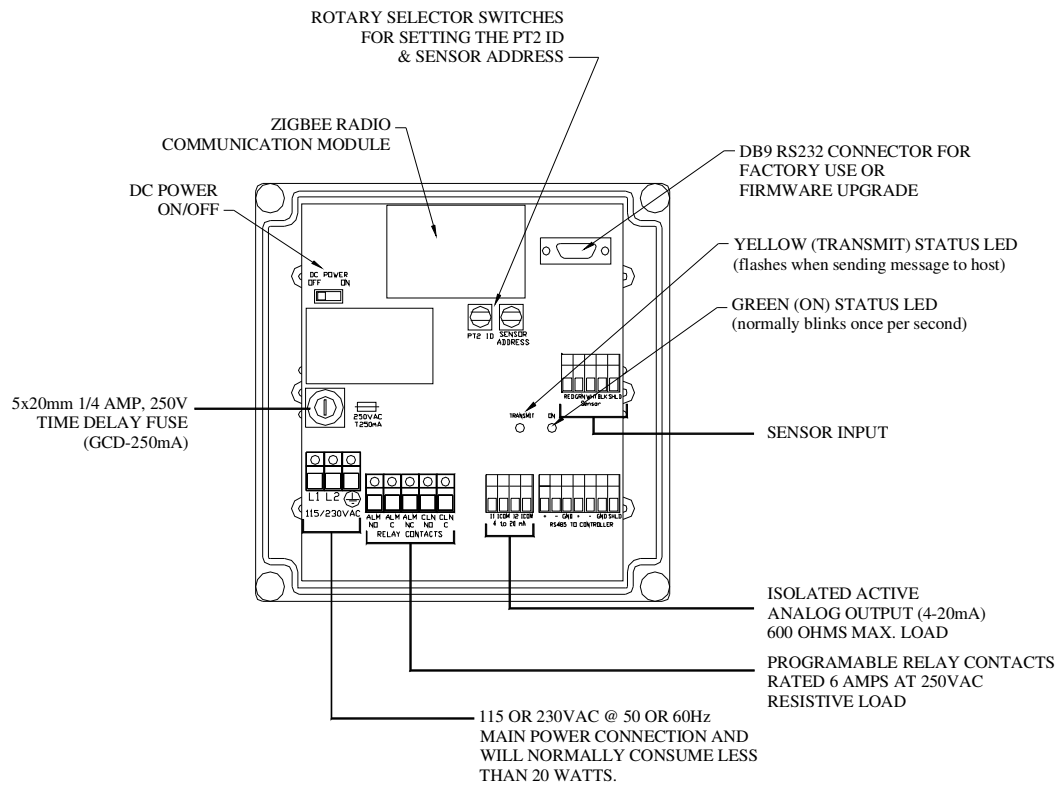 ROTARY SELECTOR SWITCHES
FOR SETTING THE PT2 ID
& SENSOR ADDRESS
ZIGBEE RADIO
COMMUNICATION MODULE
DB9 RS232 CONNECTOR FOR
FACTORY USE OR
FIRMWARE UPGRADE
DC POWER
ON/OFF
YELLOW (TRANSMIT) STATUS LED
(flashes when sending message to host)
DC POWER
OFF ON
GREEN (ON) STATUS LED
(normally blinks once per second)
PT2 ID
SENSOR
ADDRESS
RED GRN WHT BLK SHLD
Sensor
5x20mm 1/4 AMP, 250V
TIME DELAY FUSE
(GCD-250mA)
250VAC
T250mA
TRANSMIT ON
SENSOR INPUT
L1 L2
115/230VAC
ALM ALM ALM CLN CLN
NO C NC NO C
RELAY CONTACTS
I1 ICOM I2 ICOM
4 to 20 mA
+ - GND + - GND SHLD
RS485 TO CONTROLLER
ISOLATED ACTIVE
ANALOG OUTPUT (4-20mA)
600 OHMS MAX. LOAD
PROGRAMABLE RELAY CONTACTS
RATED 6 AMPS AT 250VAC
RESISTIVE LOAD
115 OR 230VAC @ 50 OR 60Hz
MAIN POWER CONNECTION AND
WILL NORMALLY CONSUME LESS
THAN 20 WATTS.